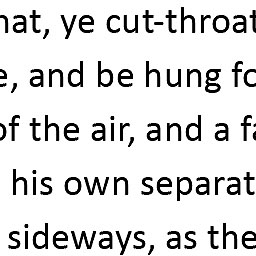 hat, ye cut-throat
e, and be hung fo
of the air, and a fa
his own separat
sideways, as the